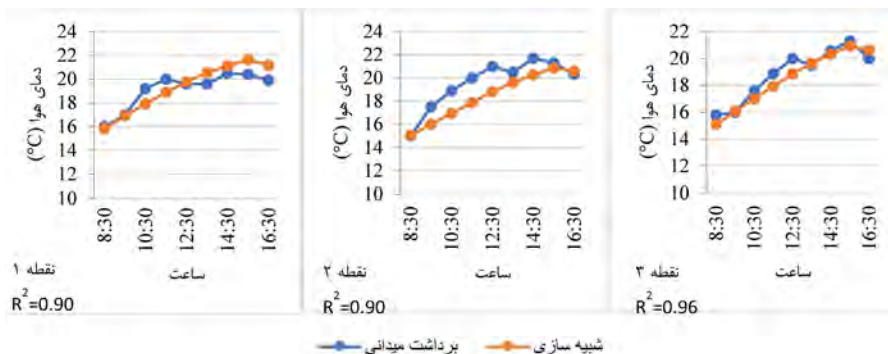 24
22
20
18
16
14
12
10
دمای هوا (°C)
8:30
10:30
12:30
14:30
16:30
ساعت
نقطه ۱
R²=0.90
24
22
20
18
16
14
12
10
دمای هوا (°C)
8:30
10:30
12:30
14:30
16:30
ساعت
نقطه ۲
R²=0.90
22
20
18
16
14
12
10
دمای هوا (°C)
8:30
10:30
12:30
14:30
16:30
ساعت
نقطه ۳
R²=0.96
برداشت میدانی
شبیه سازی